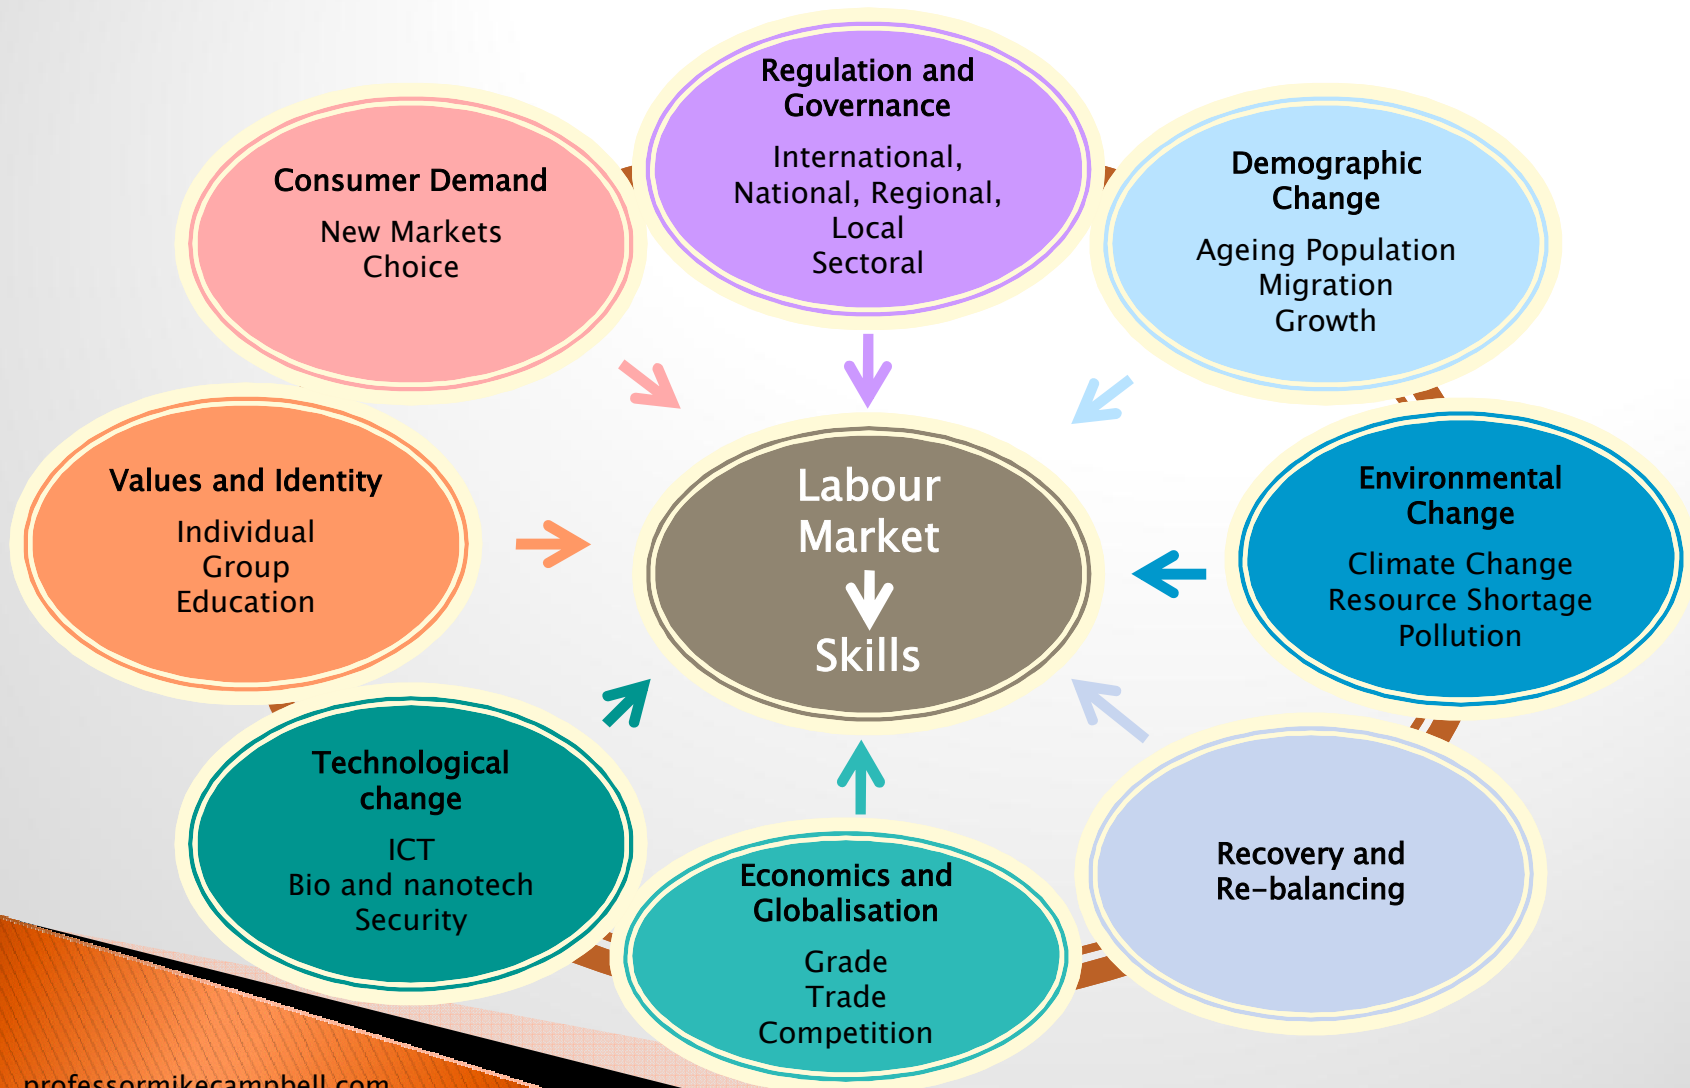 Regulation and
Governance
International,
National, Regional,
Local
Sectoral
Consumer Demand
New Markets
Choice
Demographic
Change
Ageing Population
Migration
Growth
Values and Identity
Individual
Group
Education
Labour
Market
Skills
Environmental
Change
Climate Change
Resource Shortage
Pollution
Technological
change
ICT
Bio and nanotech
Security
Economics and
Globalisation
Grade
Trade
Competition
Recovery and
Re-balancing
professormikecampbell.com